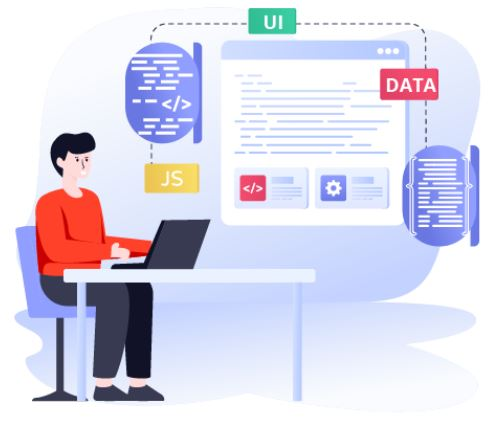 UI
DATA
</>
JS
</>